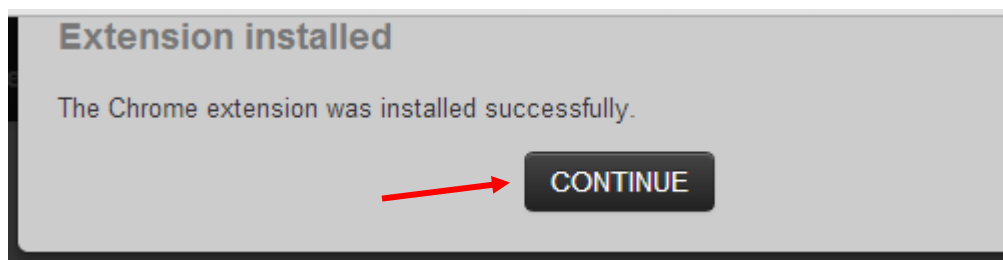 Extension installed
The Chrome extension was installed successfully.
CONTINUE